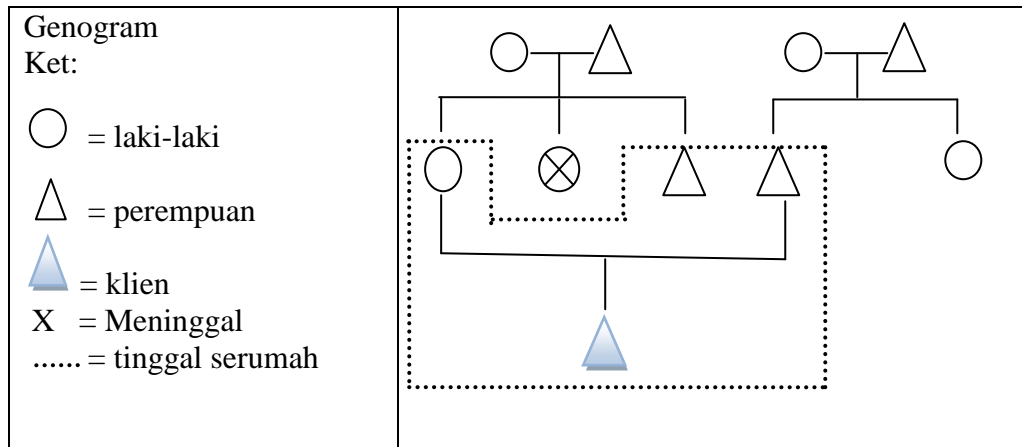 Genogram
Ket:
= laki-laki
= perempuan
= klien
X = Meninggal
...... = tinggal serumah